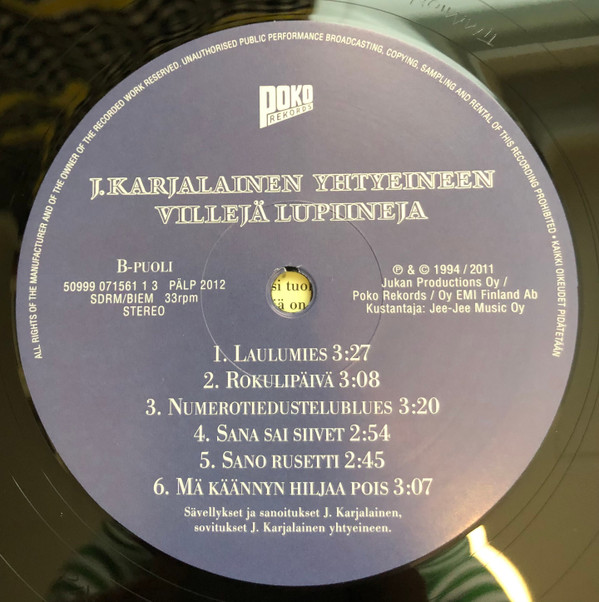 ALL RIGHTS OF THE MANUFACTURER AND OF THE OWNER OF THE RECORDED WORK RESERVED. UNAUTHORISED PUBLIC PERFORMANCE BROADCASTING, COPYING, SAMPLING AND RENTAL OF THIS RECORDING PROHIBITED • KAIKKI OIKEUDET PIDÄTETÄÄN
POKO
RECORDS
J. KARJALAINEN YHTYEINEEN
VILLEJÄ LUPIINEJA
B-PUOLI
50999 071561 1 3 PÄLP 2012
SDRM/BIEM 33rpm
STEREO
si tuo
ä on
℗ & © 1994 / 2011
Jukan Productions Oy /
Poko Rekords / Oy EMI Finland Ab
Kustantaja: Jee-Jee Music Oy
1. LAULUMIES 3:27
2. ROKULIPÄIVÄ 3:08
3. NUMEROTIEDUSTELUBLUES 3:20
4. SANA SAI SIIVET 2:54
5. SANO RUSETTI 2:45
6. MÄ KÄÄNNYN HILJAA POIS 3:07
Sävellykset ja sanoitukset J. Karjalainen,
sovitukset J. Karjalainen yhtyeineen.